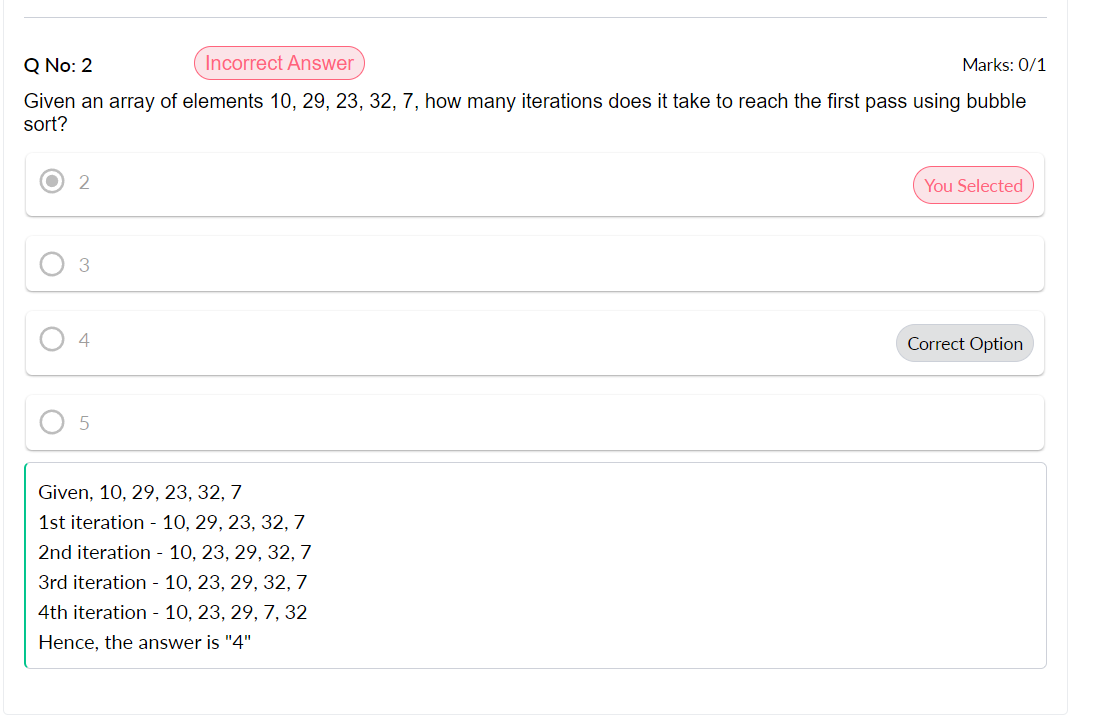 Q No: 2 Incorrect Answer Marks: 0/1
Given an array of elements 10, 29, 23, 32, 7, how many iterations does it take to reach the first pass using bubble
sort?
2 You Selected
3
4 Correct Option
5
Given, 10, 29, 23, 32, 7
1st iteration - 10, 29, 23, 32, 7
2nd iteration - 10, 23, 29, 32, 7
3rd iteration - 10, 23, 29, 32, 7
4th iteration - 10, 23, 29, 7, 32
Hence, the answer is "4"